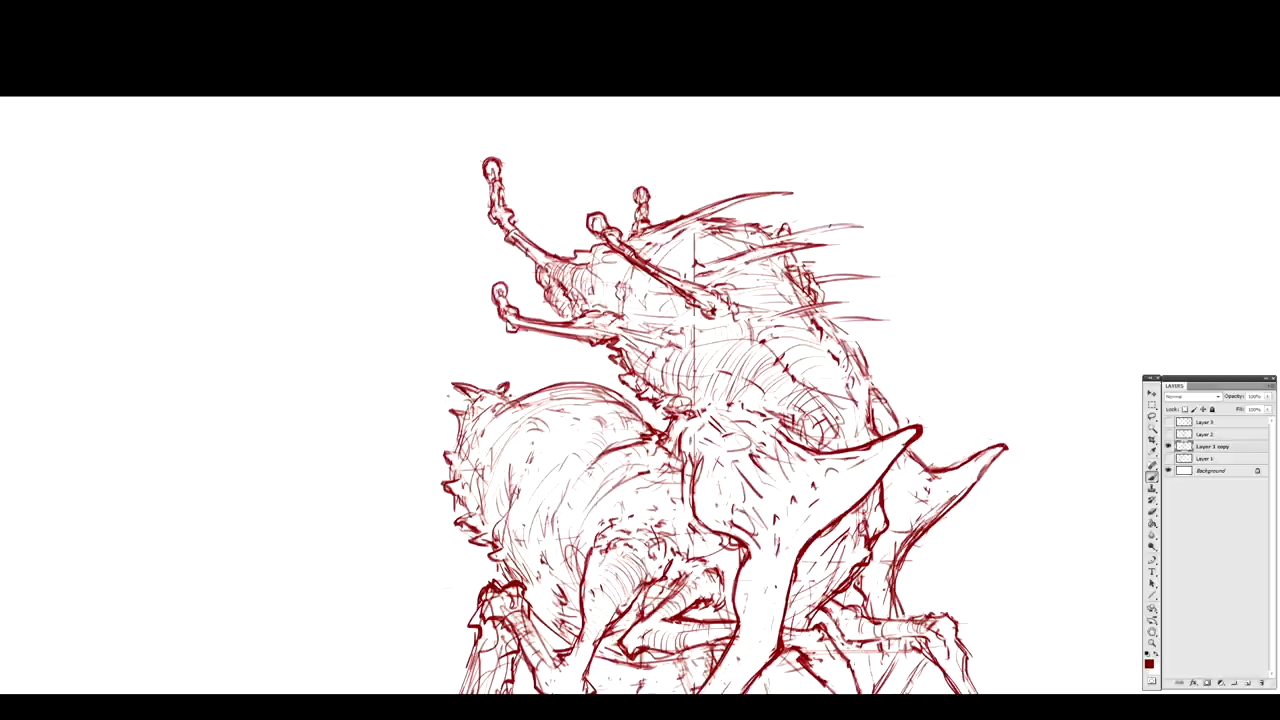 LAYERS
Normal Opacity: 100%
Lock: Fill: 100%
Layer 3
Layer 2
Layer 1 copy
Layer 1
Background